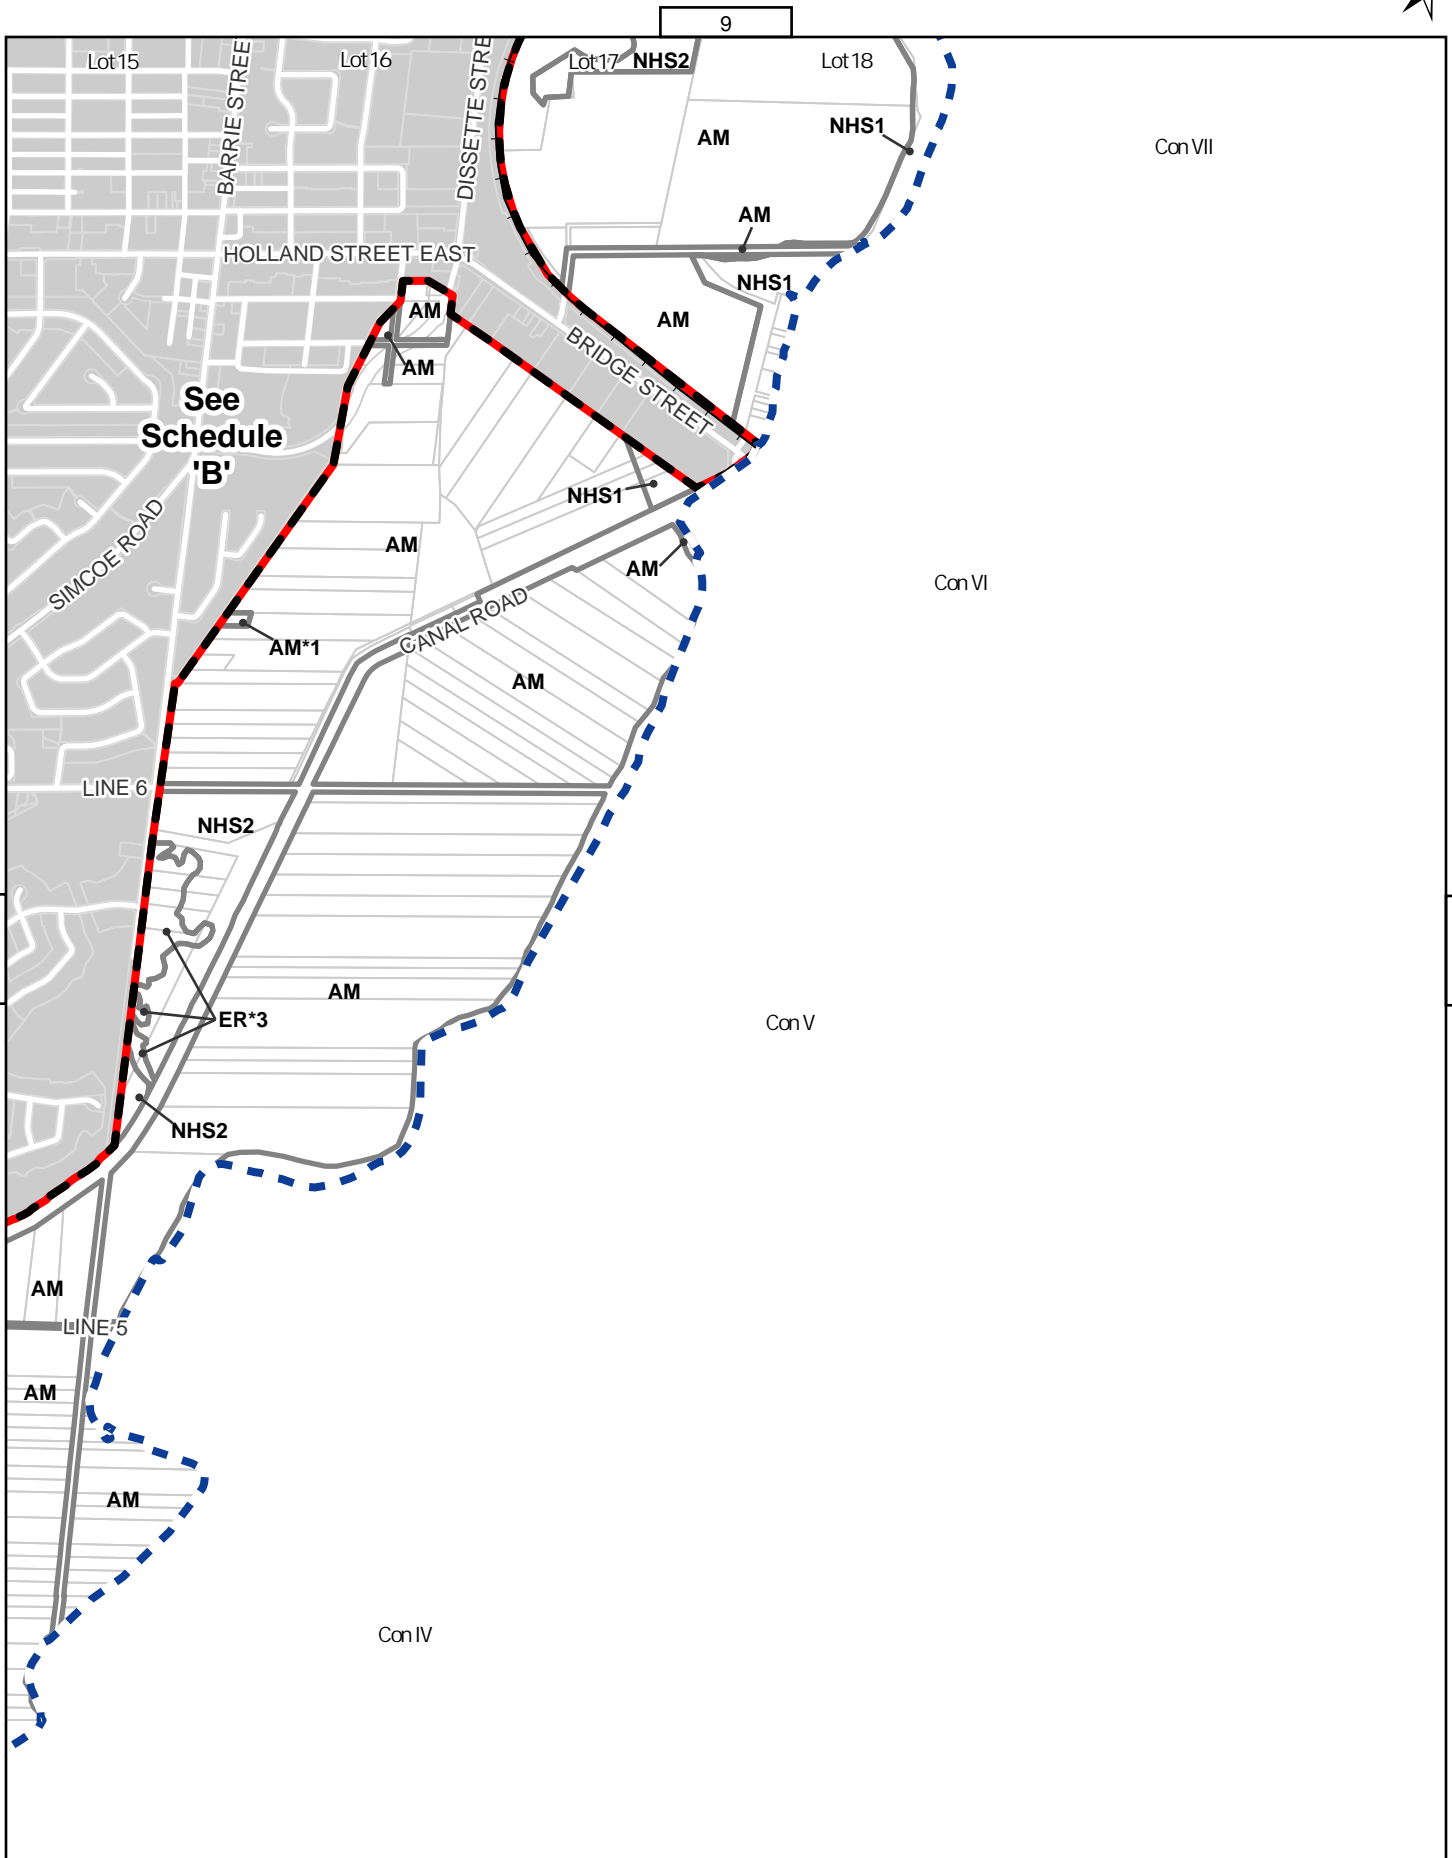 9
Lot 15
Lot 16
Lot 17
NHS2
Lot 18
BARRIE STREE
DISSETTE STRE
AM
NHS1
Con VII
AM
HOLLAND STREET EAST
NHS1
AM
AM
BRIDGE STREET
AM
See
Schedule
'B'
NHS1
SIMCOE ROAD
AM
AM
Con VI
CANAL ROAD
AM*1
AM
LINE 6
NHS2
AM
ER*3
Con V
NHS2
AM
LINE 5
AM
AM
Con IV